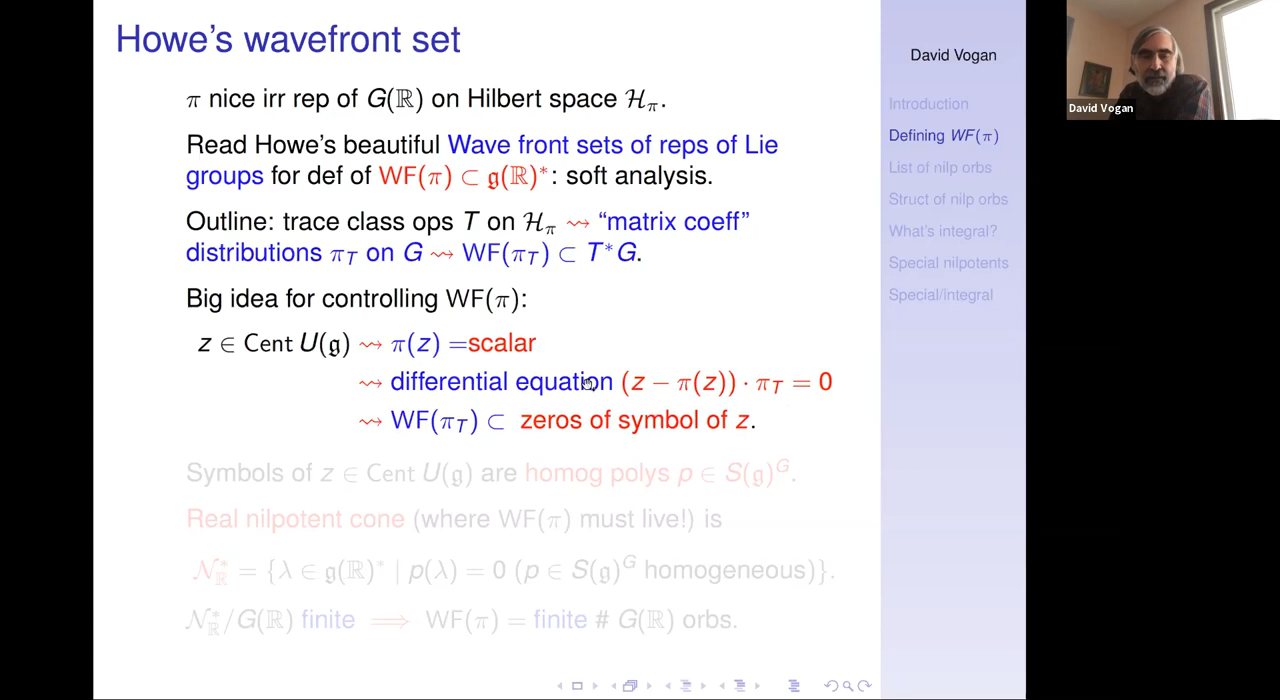 Howe's wavefront set
π nice irr rep of G(ℝ) on Hilbert space ℋ_π.
Read Howe's beautiful Wave front sets of reps of Lie
groups for def of WF(π) ⊂ 𝔤(ℝ)*: soft analysis.
Outline: trace class ops T on ℋ_π ⇝ “matrix coeff”
distributions π_T on G ⇝ WF(π_T) ⊂ T*G.
Big idea for controlling WF(π):
z ∈ Cent U(𝔤) ⇝ π(z) =scalar
⇝ differential equation (z − π(z)) · π_T = 0
⇝ WF(π_T) ⊂ zeros of symbol of z.
Symbols of z ∈ Cent U(𝔤) are homog polys p ∈ S(𝔤)^G.
Real nilpotent cone (where WF(π) must live!) is
𝒩*_ℝ = {λ ∈ 𝔤(ℝ)* | p(λ) = 0 (p ∈ S(𝔤)^G homogeneous)}.
𝒩*_ℝ/G(ℝ) finite ⟹ WF(π) = finite # G(ℝ) orbs.
David Vogan
Introduction
Defining WF(π)
List of nilp orbs
Struct of nilp orbs
What's integral?
Special nilpotents
Special/integral
David Vogan